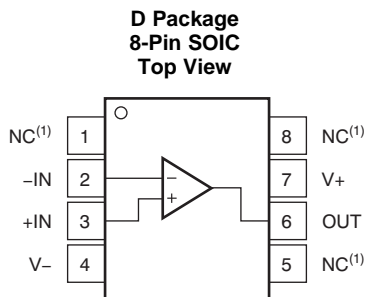 D Package
8-Pin SOIC
Top View
NC(1) 1 8 NC(1)
–IN 2 − 7 V+
+IN 3 + 6 OUT
V– 4 5 NC(1)